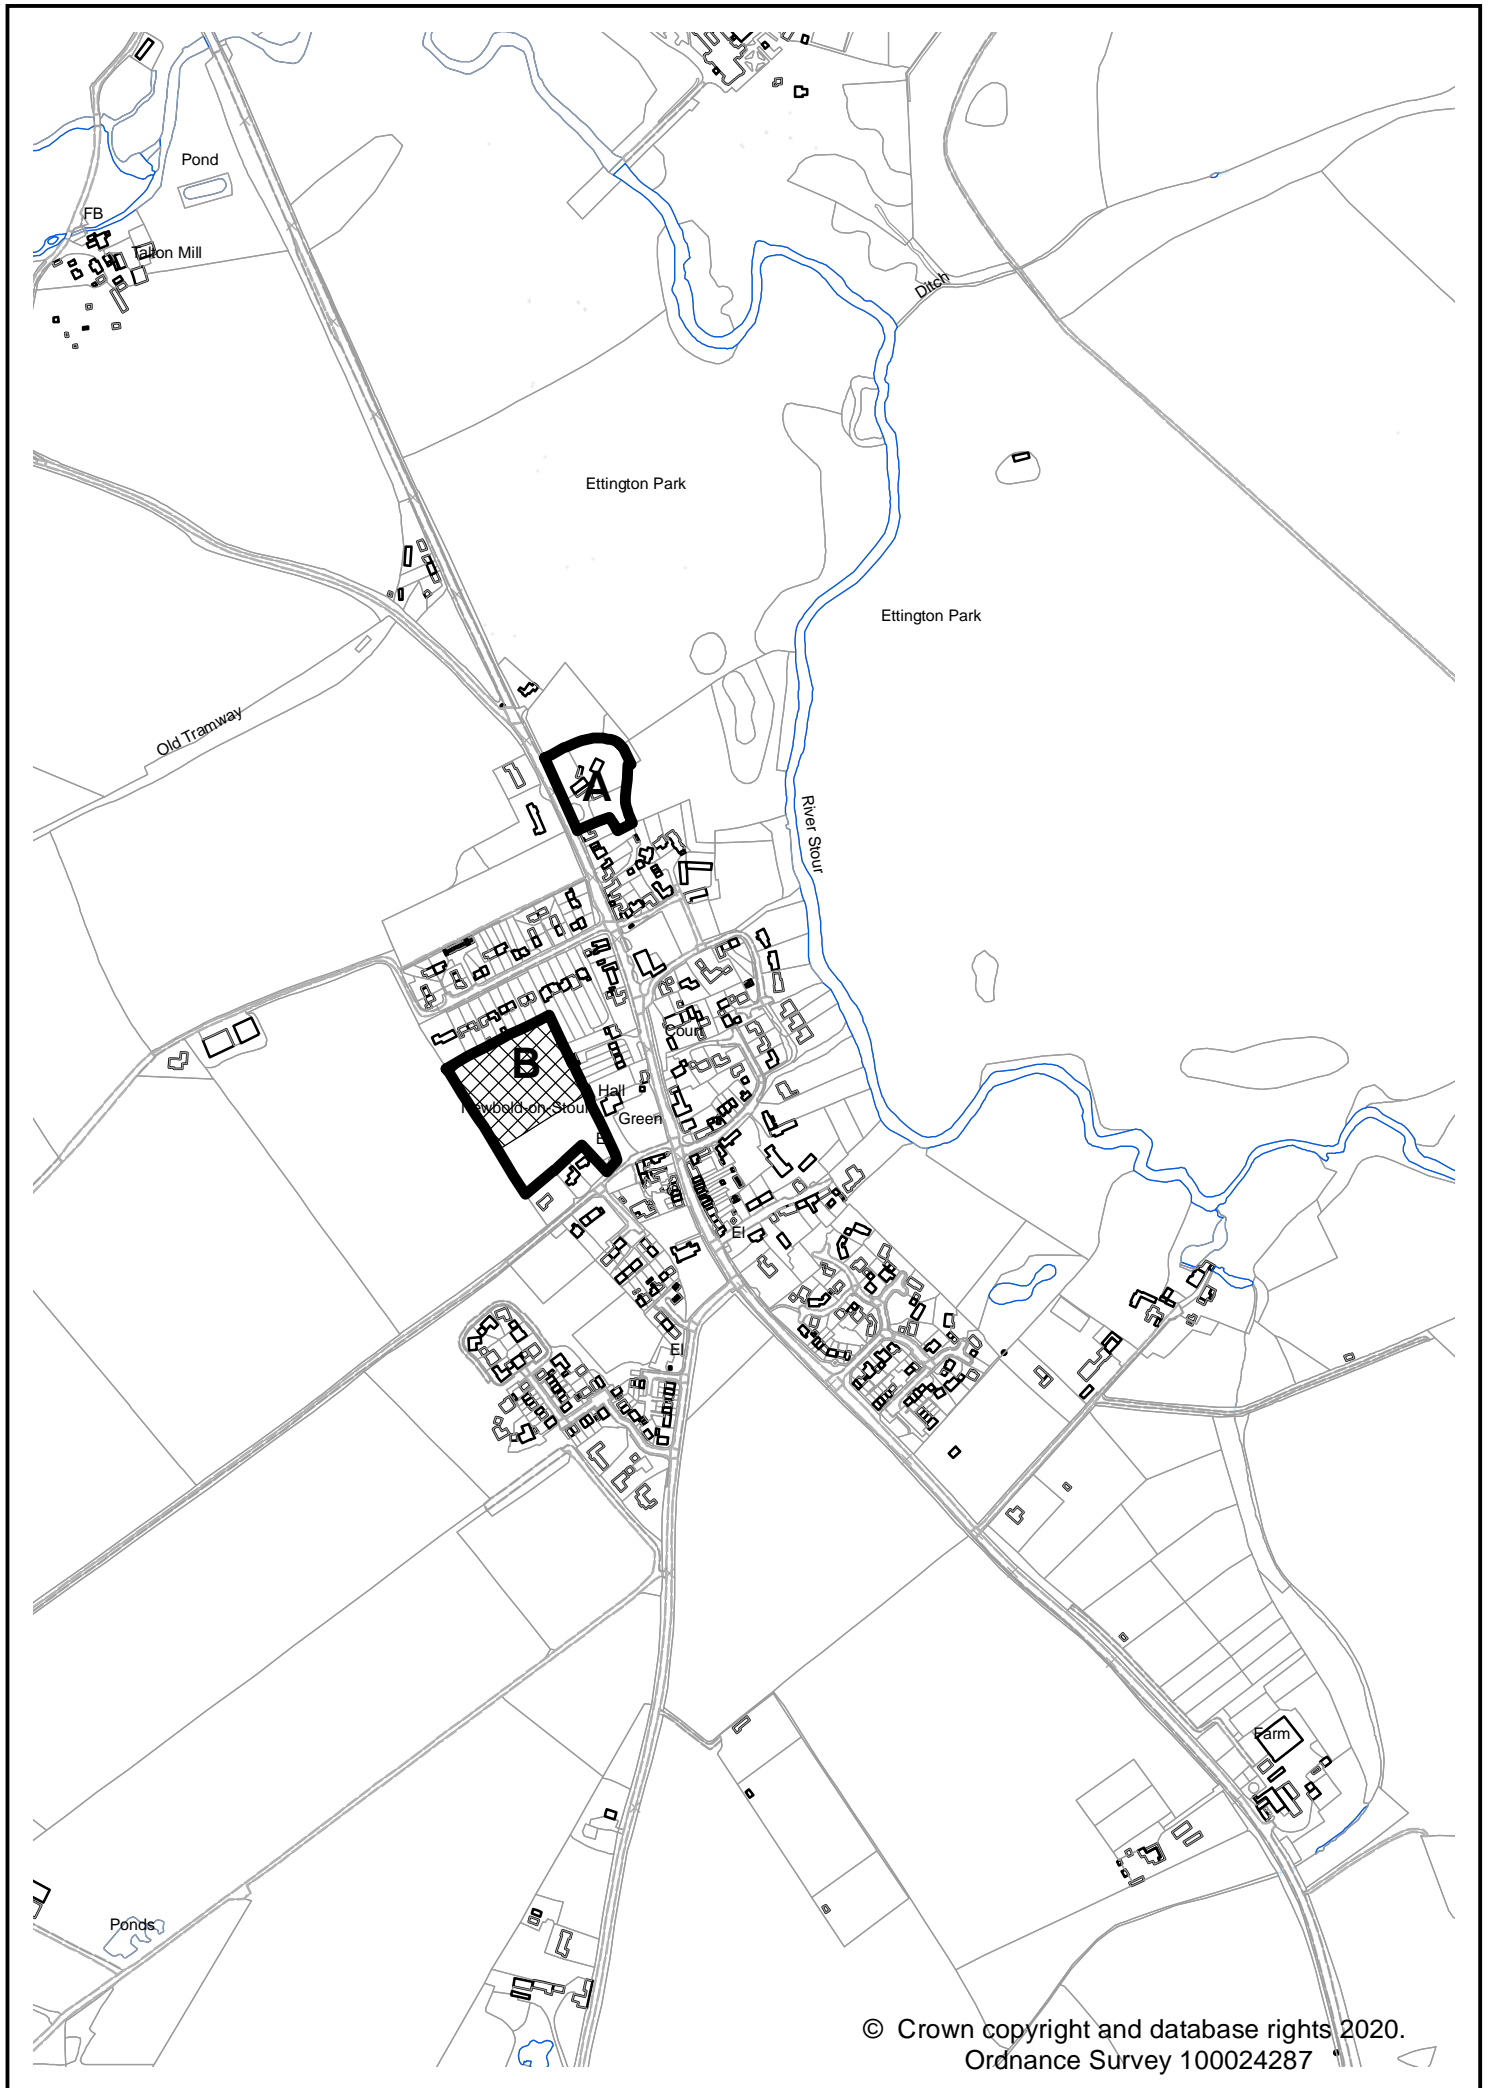 Pond
FB
Talton Mill
Ditch
Ettington Park
Ettington Park
Old Tramway
A
River Stour
Court
B
Hall
Newbold-on-Stour
Green
El
El
El
Farm
Ponds
© Crown copyright and database rights 2020.
Ordnance Survey 100024287